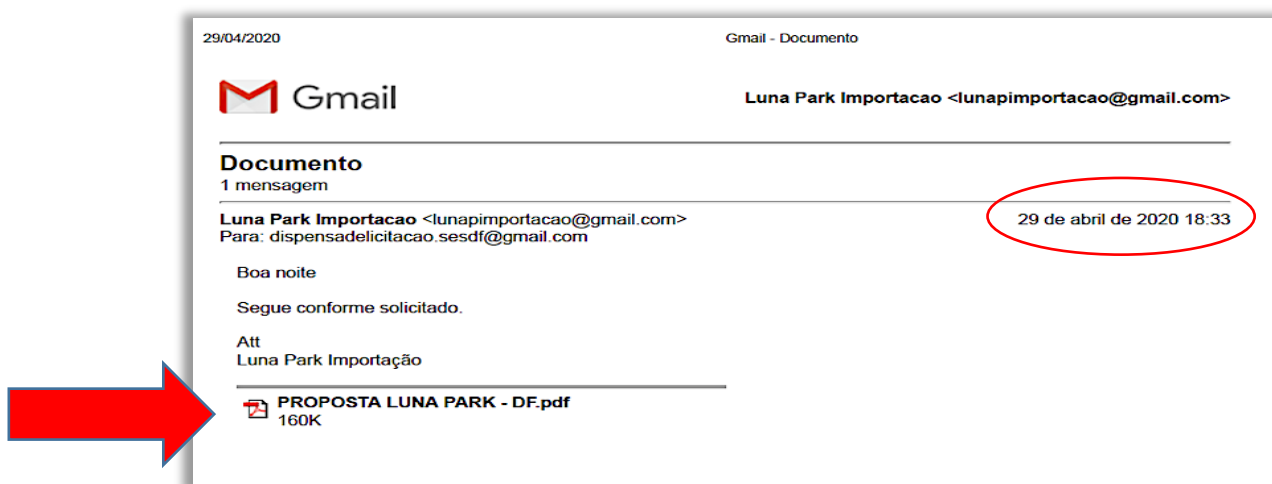 29/04/2020 Gmail - Documento
Gmail Luna Park Importacao <lunapimportacao@gmail.com>
Documento
1 mensagem
Luna Park Importacao <lunapimportacao@gmail.com> 29 de abril de 2020 18:33
Para: dispensadelicitacao.sesdf@gmail.com
Boa noite
Segue conforme solicitado.
Att
Luna Park Importação
PROPOSTA LUNA PARK - DF.pdf
160K